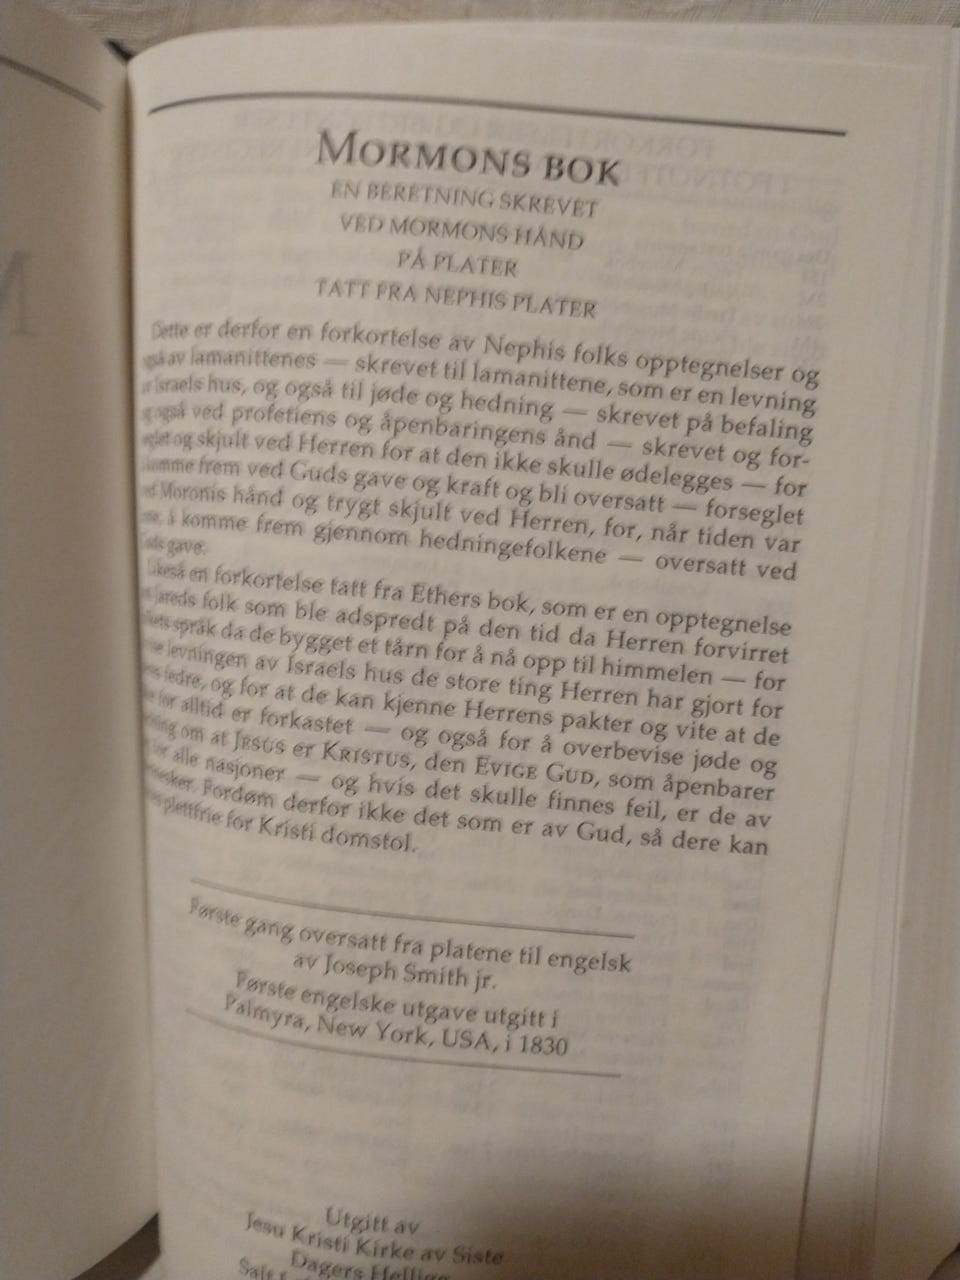 MORMONS BOK
EN BERETNING SKREVET
VED MORMONS HÅND
PÅ PLATER
TATT FRA NEPHIS PLATER
Dette er derfor en forkortelse av Nephis folks opptegnelser og
også av lamanittenes — skrevet til lamanittene, som er en levning
av Israels hus, og også til jøde og hedning — skrevet på befaling
og også ved profetiens og åpenbaringens ånd — skrevet og for-
seglet og skjult ved Herren for at den ikke skulle ødelegges — for
å komme frem ved Guds gave og kraft og bli oversatt — forseglet
ved Moronis hånd og trygt skjult ved Herren, for, når tiden var
inne, å komme frem gjennom hedningefolkene — oversatt ved
Guds gave.
Likeså en forkortelse tatt fra Ethers bok, som er en opptegnelse
Jareds folk som ble adspredt på den tid da Herren forvirret
språk da de bygget et tårn for å nå opp til himmelen — for
levningen av Israels hus de store ting Herren har gjort for
fedre, og for at de kan kjenne Herrens pakter og vite at de
for alltid er forkastet — og også for å overbevise jøde og
om at JESUS er KRISTUS, den EVIGE GUD, som åpenbarer
for alle nasjoner — og hvis det skulle finnes feil, er de av
Fordøm derfor ikke det som er av Gud, så dere kan
plettfrie for Kristi domstol.
Første gang oversatt fra platene til engelsk
av Joseph Smith jr.
Første engelske utgave utgitt i
Palmyra, New York, USA, i 1830
Utgitt av
Jesu Kristi Kirke av Siste
Dagers Hellige